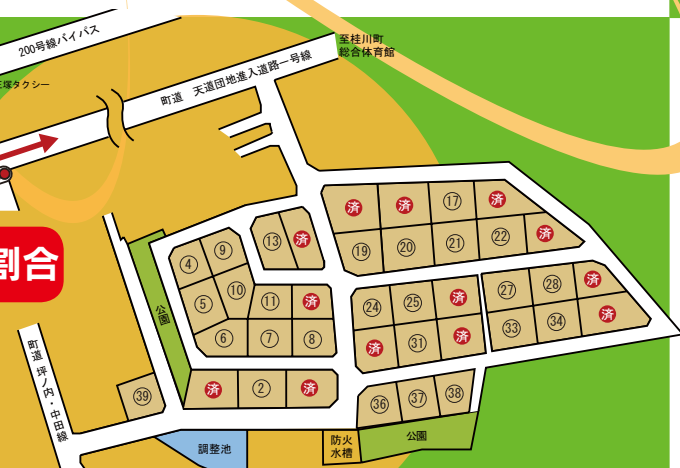 200号線バイパス
塚タクシー
至桂川町
総合体育館
町道 天道団地進入道路一号線
割合
済
済
⑰
済
⑲
⑳
㉑
㉒
済
⑬
済
④
⑨
⑤
⑩
⑪
済
⑥
⑦
⑧
公園
㉔
㉕
済
済
㉛
済
㉗
㉘
済
㉝
㉞
済
済
②
済
㊱
㊲
㊳
㊴
町道 坪ノ内・中田線
調整池
防火
水槽
公園